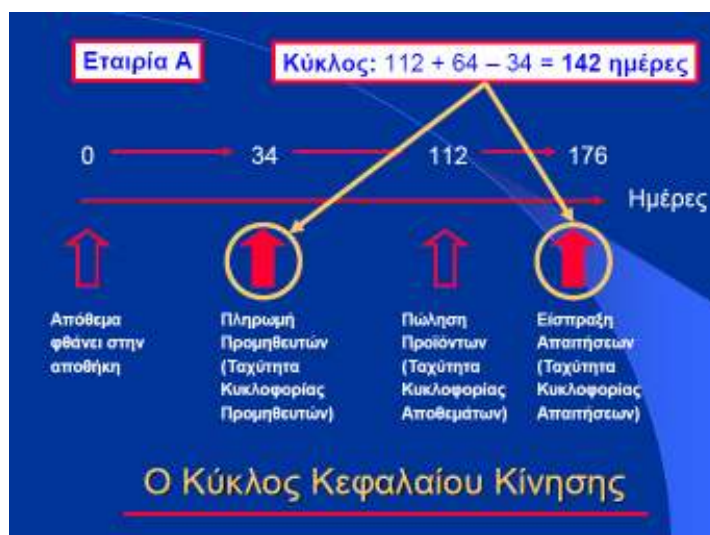 Εταιρία Α
Κύκλος: 112 + 64 – 34 = 142 ημέρες
0 34 112 176
Ημέρες
Απόθεμα
φθάνει στην
αποθήκη
Πληρωμή
Προμηθευτών
(Ταχύτητα
Κυκλοφορίας
Προμηθευτών)
Πώληση
Προϊόντων
(Ταχύτητα
Κυκλοφορίας
Αποθεμάτων)
Είσπραξη
Απαιτήσεων
(Ταχύτητα
Κυκλοφορίας
Απαιτήσεων)
Ο Κύκλος Κεφαλαίου Κίνησης